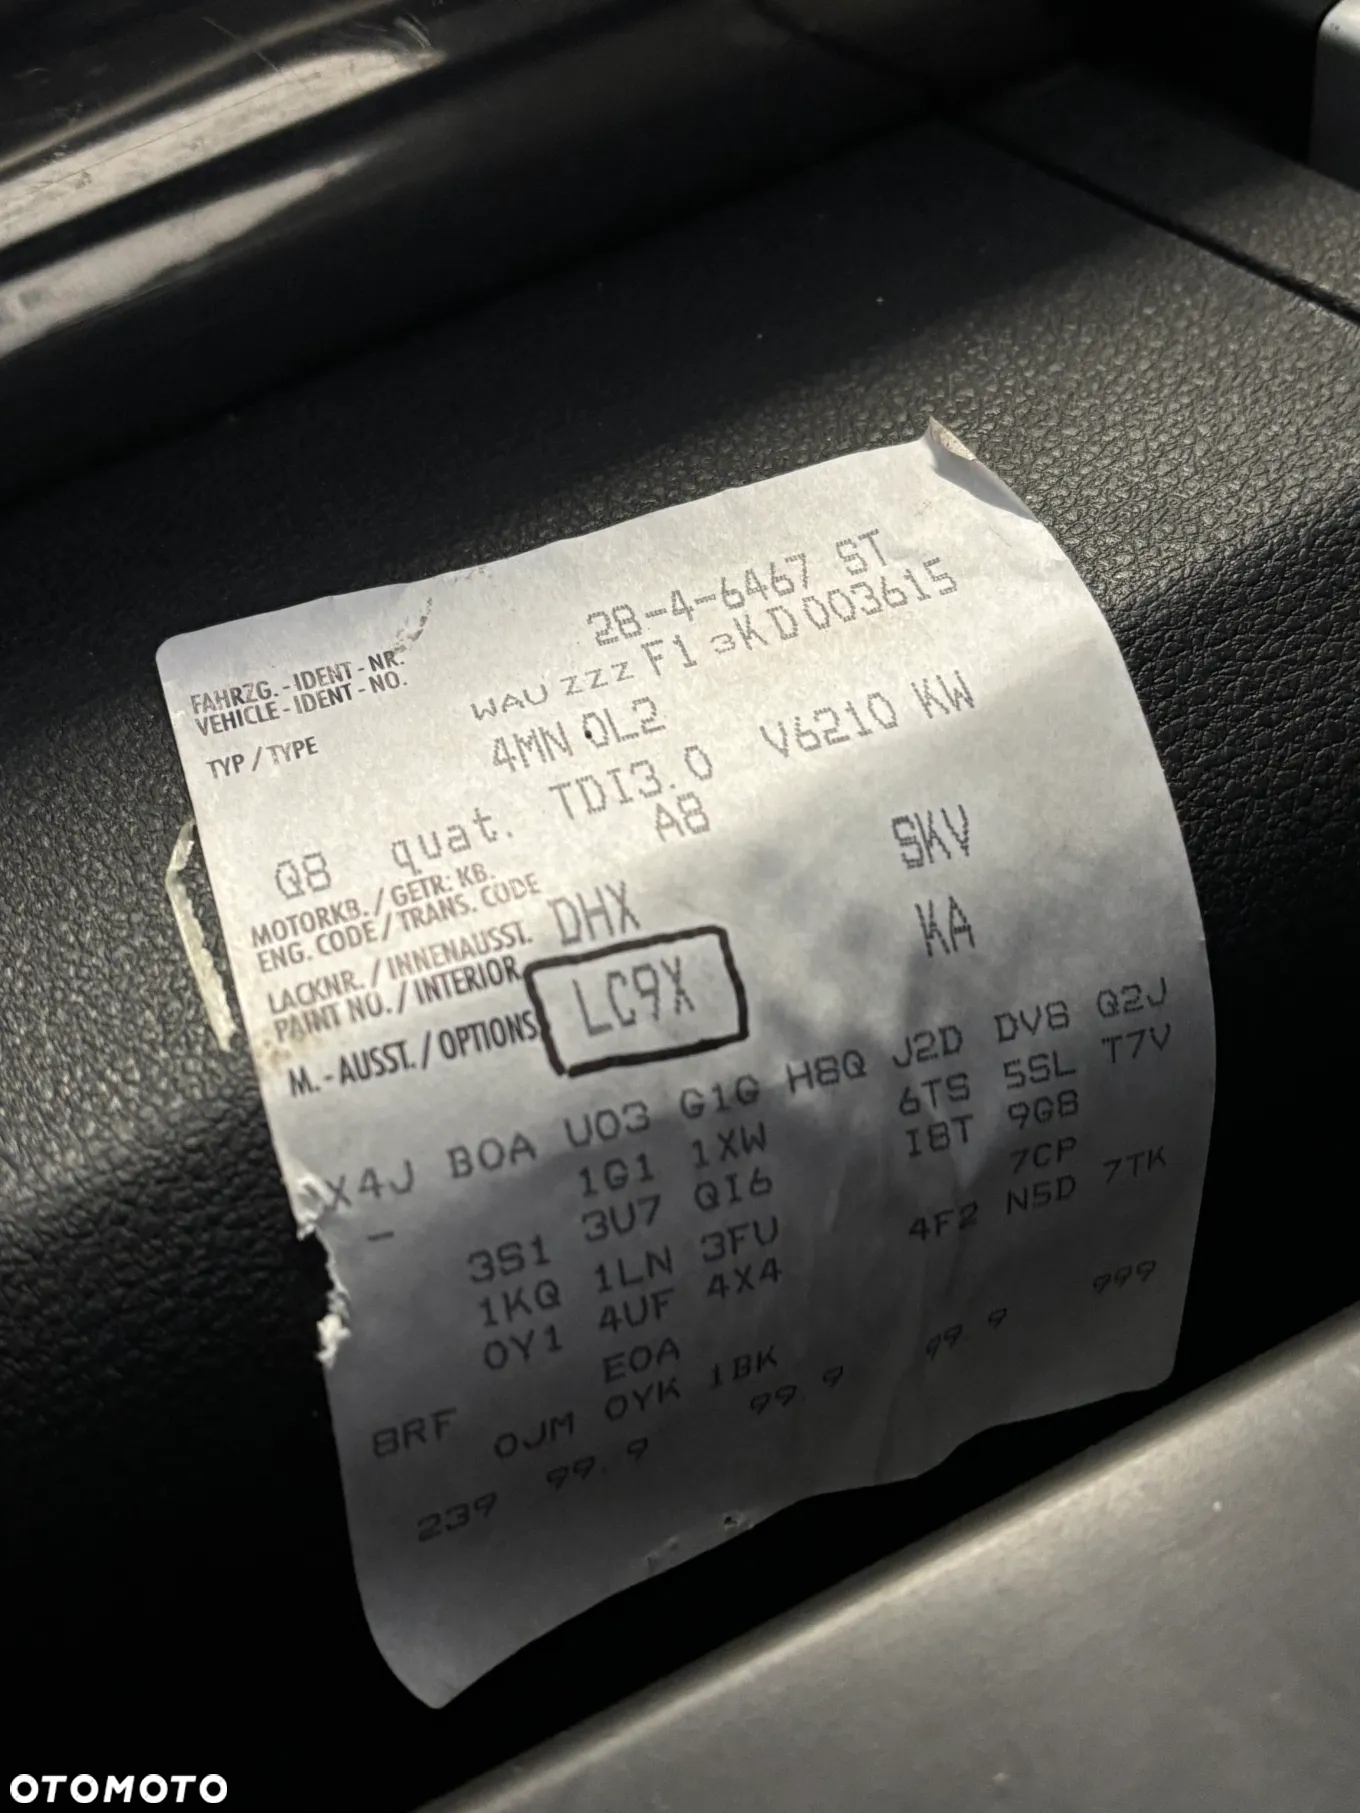 28-4-6467 ST
FAHRZG.-IDENT-NR.
VEHICLE-IDENT-NO.
WAUZZZF13KD003615
TYP/TYPE
4MN 0L2
Q8 quat. TDI3.0 V6210 KW
A8
MOTORKB./GETR: KB.
ENG. CODE/TRANS. CODE
DHX SKV
LACKNR./INNENAUSST.
PAINT NO./INTERIOR
LC9X KA
M.-AUSST./OPTIONS
X4J B0A U03 G1G H8Q J2D DV8 Q2J
- 1G1 1XW 6TS 5SL T7V
3S1 3U7 QI6 I8T 9G8
1KQ 1LN 3FU 7CP
0Y1 4UF 4X4 4F2 N5D 7TK
E0A
8RF 0JM 0YK 1BK
239 99.9 99.9 99.9 999
OTOMOTO